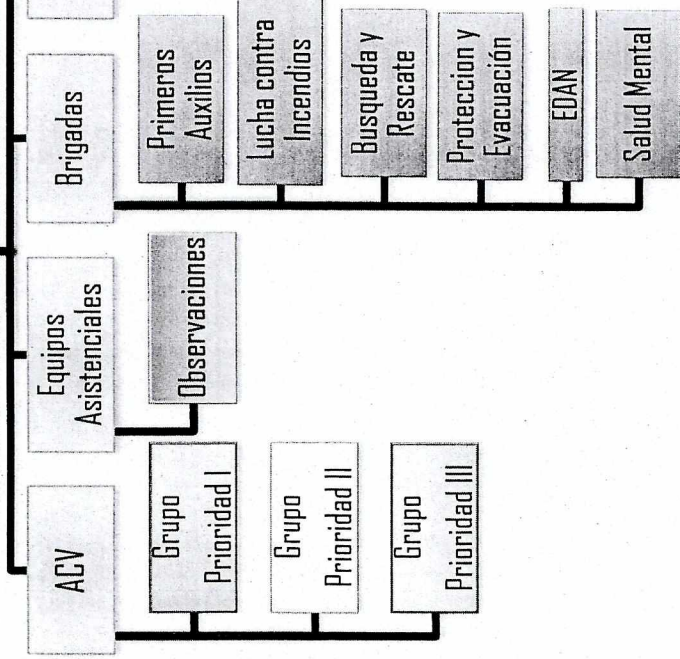 ACV
Grupo
Prioridad I
Grupo
Prioridad II
Grupo
Prioridad III
Equipos
Asistenciales
Observaciones
Brigadas
Primeros
Auxilios
Lucha contra
Incendios
Busqueda y
Rescate
Proteccion y
Evacuación
EDAN
Salud Mental